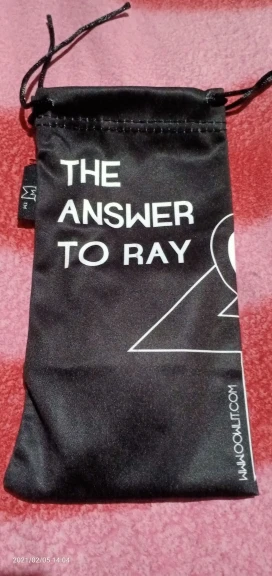 THE
ANSWER
TO RAY
WWW.OOWLIT.COM
2021/02/05 14:04